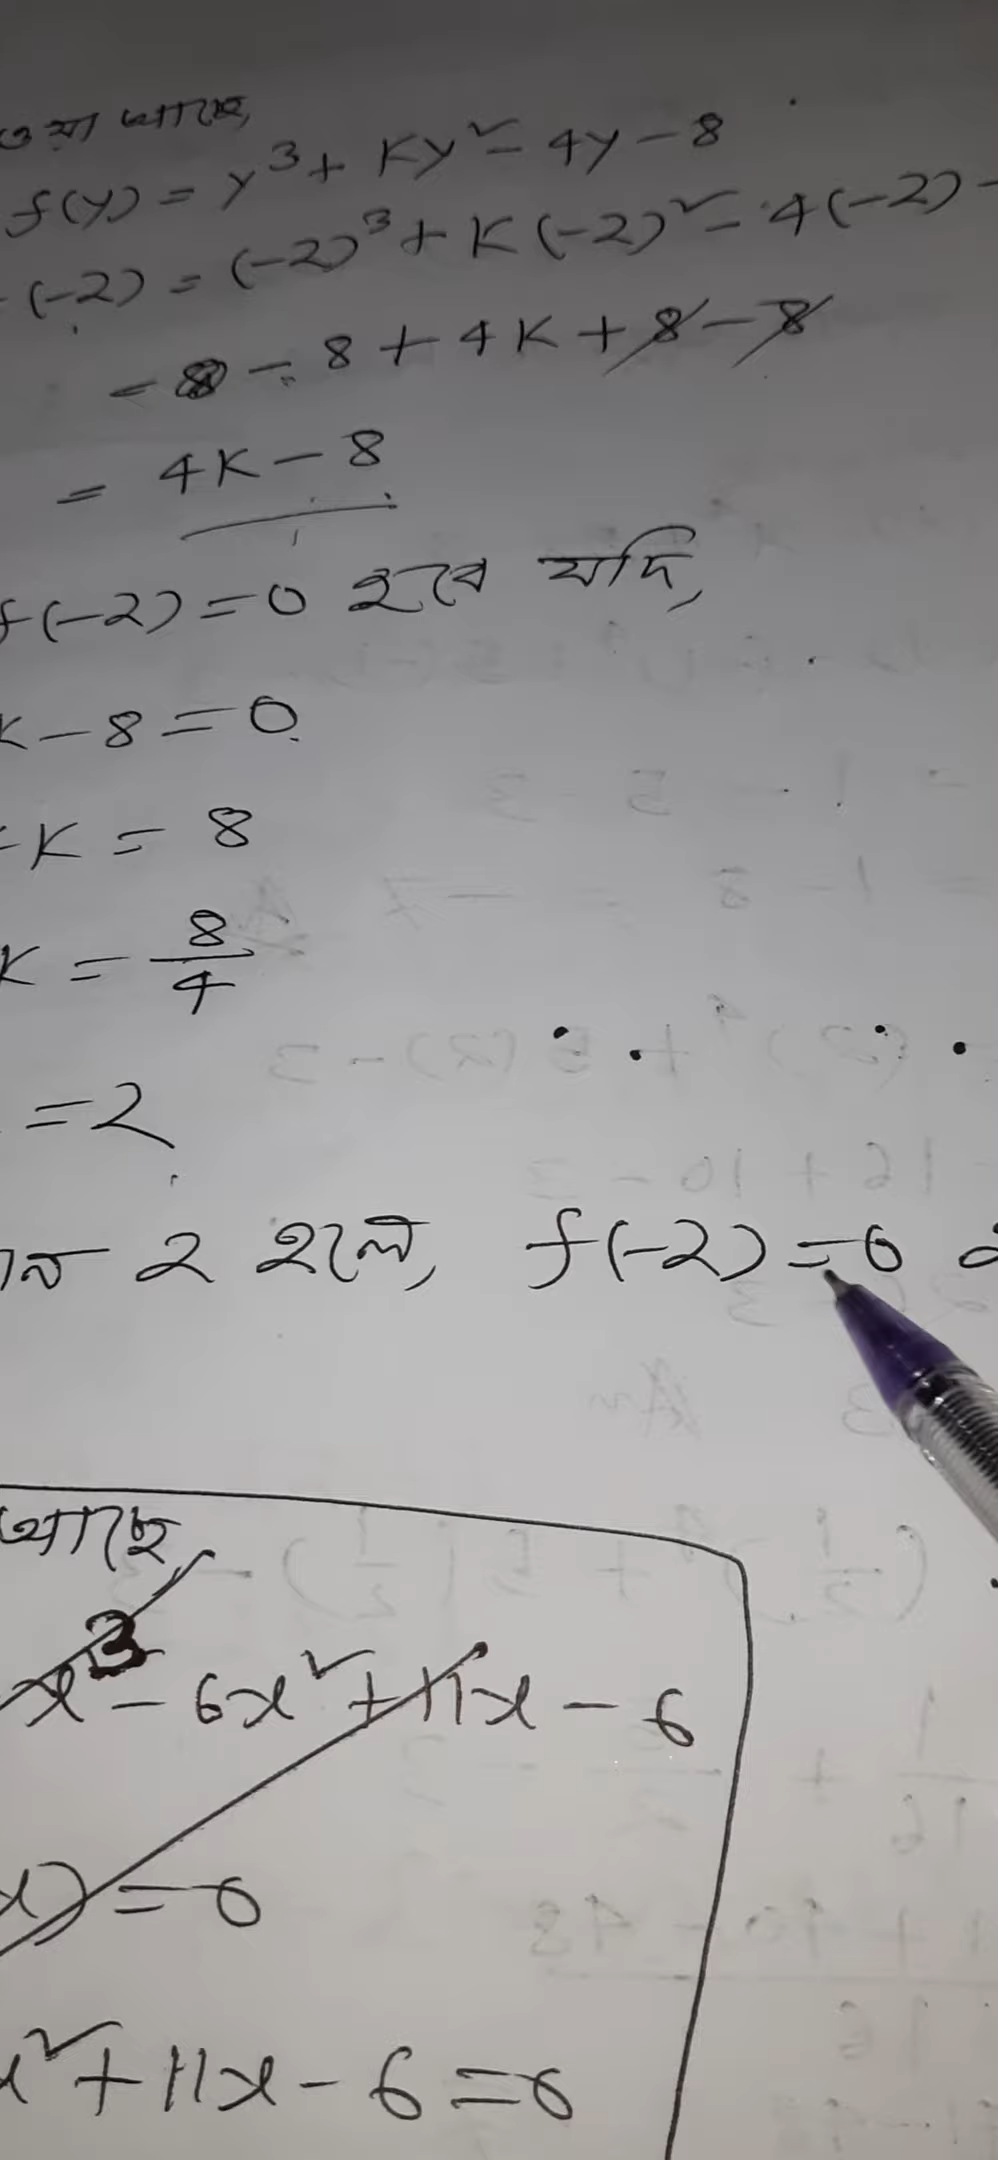 ওয়া আছে,
f(y) = y³ + Ky² - 4y - 8
(-2) = (-2)³ + K(-2)² - 4(-2) -
= - 8 + 4K + 8 - 8
= 4K - 8
f(-2) = 0 হবে যদি,
K - 8 = 0
K = 8
K = 8/4
= 2
ান 2 হলে, f(-2) = 0
আছে,
x³ - 6x² + 11x - 6
x) = 0
x² + 11x - 6 = 0